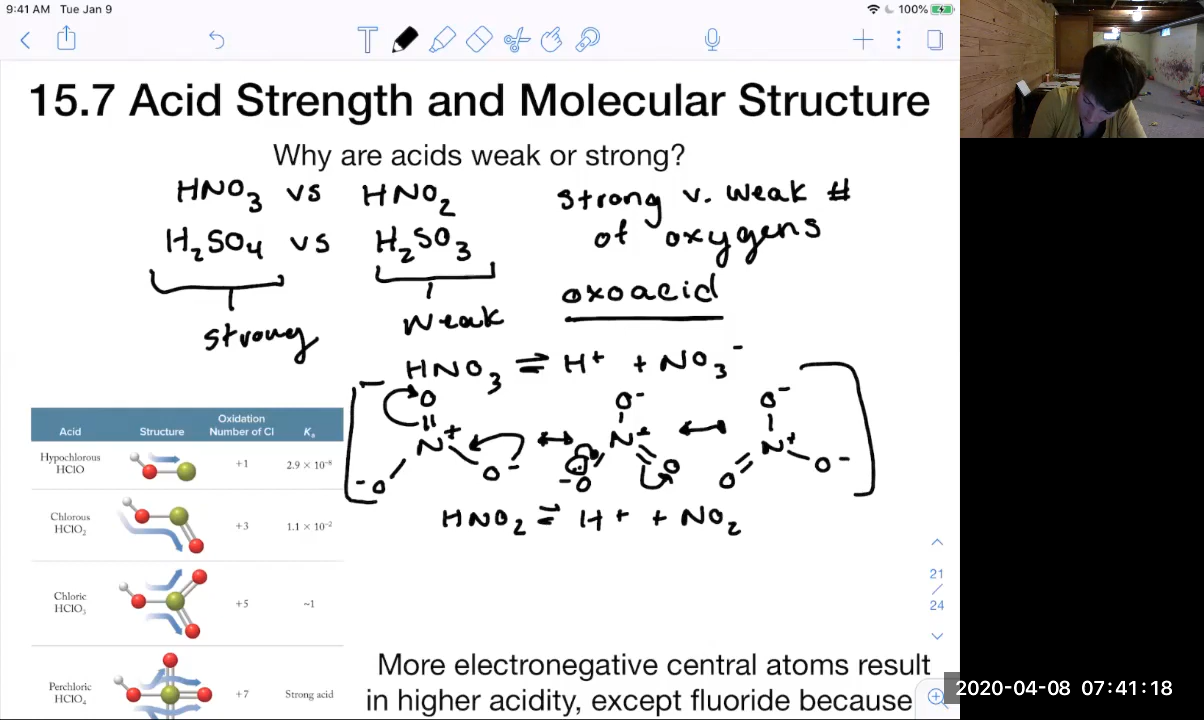 9:41 AM Tue Jan 9
100%
T
15.7 Acid Strength and Molecular Structure
Why are acids weak or strong?
HNO3 vs HNO2
strong v. weak #
of oxygens
H2SO4 vs H2SO3
oxoacid
strong
Weak
HNO3 ⇌ H+ + NO3-
- O N+ -O O-
O- N+ -O O
O- N+ O O-
HNO2 ⇌ H+ + NO2
Acid Structure Oxidation Number of Cl Ka
Hypochlorous HClO +1 2.9 × 10⁻⁸
Chlorous HClO2 +3 1.1 × 10⁻²
Chloric HClO3 +5 ~1
Perchloric HClO4 +7 Strong acid
More electronegative central atoms result
in higher acidity, except fluoride because
21
/
24
2020-04-08 07:41:18